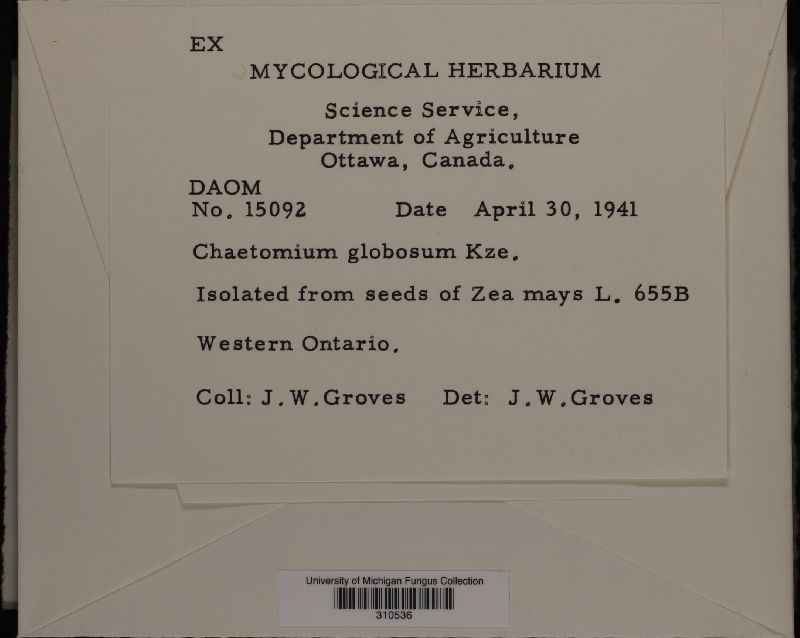 EX
MYCOLOGICAL HERBARIUM
Science Service,
Department of Agriculture
Ottawa, Canada.
DAOM
No. 15092 Date April 30, 1941
Chaetomium globosum Kze.
Isolated from seeds of Zea mays L. 655B
Western Ontario.
Coll: J.W.Groves Det: J.W.Groves
University of Michigan Fungus Collection
310536